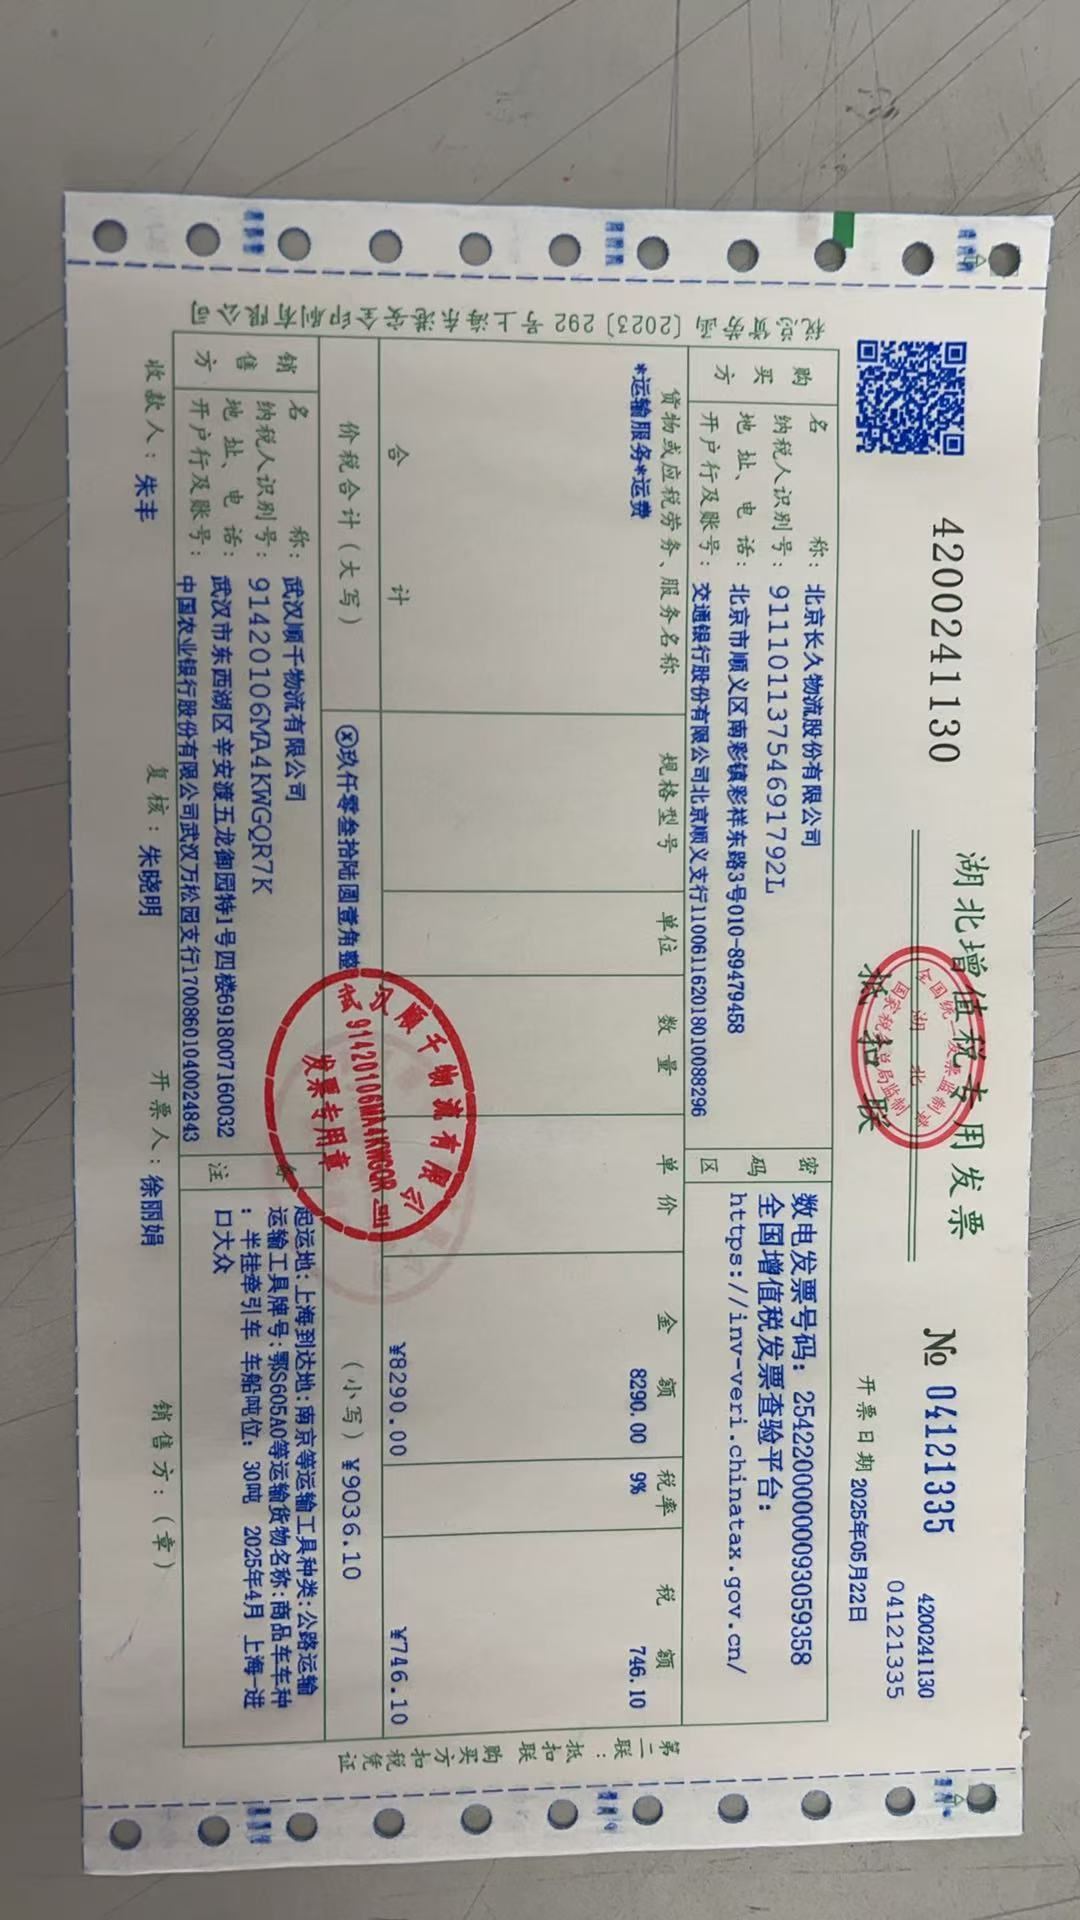 4200241130
湖北增值税专用发票
抵扣联
全国统一发票监制章
湖北
国家税务总局监制
№ 04121335
4200241130
04121335
开票日期 2025年05月22日
税总货劳函〔2023〕292号上海东港安全印刷有限公司
购买方
名称：北京长久物流股份有限公司
纳税人识别号：91110113754691792L
地址、电话：北京市顺义区南彩镇彩祥东路3号010-89479458
开户行及账号：交通银行股份有限公司北京顺义支行110061162018010088296
密码区
数电发票号码：25422000000093059358
全国增值税发票查验平台：
https://inv-veri.chinatax.gov.cn/
货物或应税劳务、服务名称 规格型号 单位 数量 单价 金额 税率 税额
*运输服务*运费 8290.00 9% 746.10
合计 ¥8290.00 ¥746.10
价税合计（大写） ⓧ玖仟零叁拾陆圆壹角整 （小写）¥9036.10
销售方
名称：武汉顺千物流有限公司
纳税人识别号：91420106MA4KWGQR7K
地址、电话：武汉市东西湖区辛安渡五龙御园特1号四楼6918007160032
开户行及账号：中国农业银行股份有限公司武汉万松园支行17008601040024843
备注
起运地:上海到达地:南京等运输工具种类:公路运输
运输工具牌号:鄂S605A0等运输货物名称:商品车车种
：半挂牵引车 车船吨位：30吨 2025年4月 上海-进
口大众
收款人：朱丰 复核：朱晓明 开票人：徐丽娟 销售方：（章）
第二联：抵扣联 购买方扣税凭证
汉顺千物流有限公
91420106MA4KWGQR
发票专用章